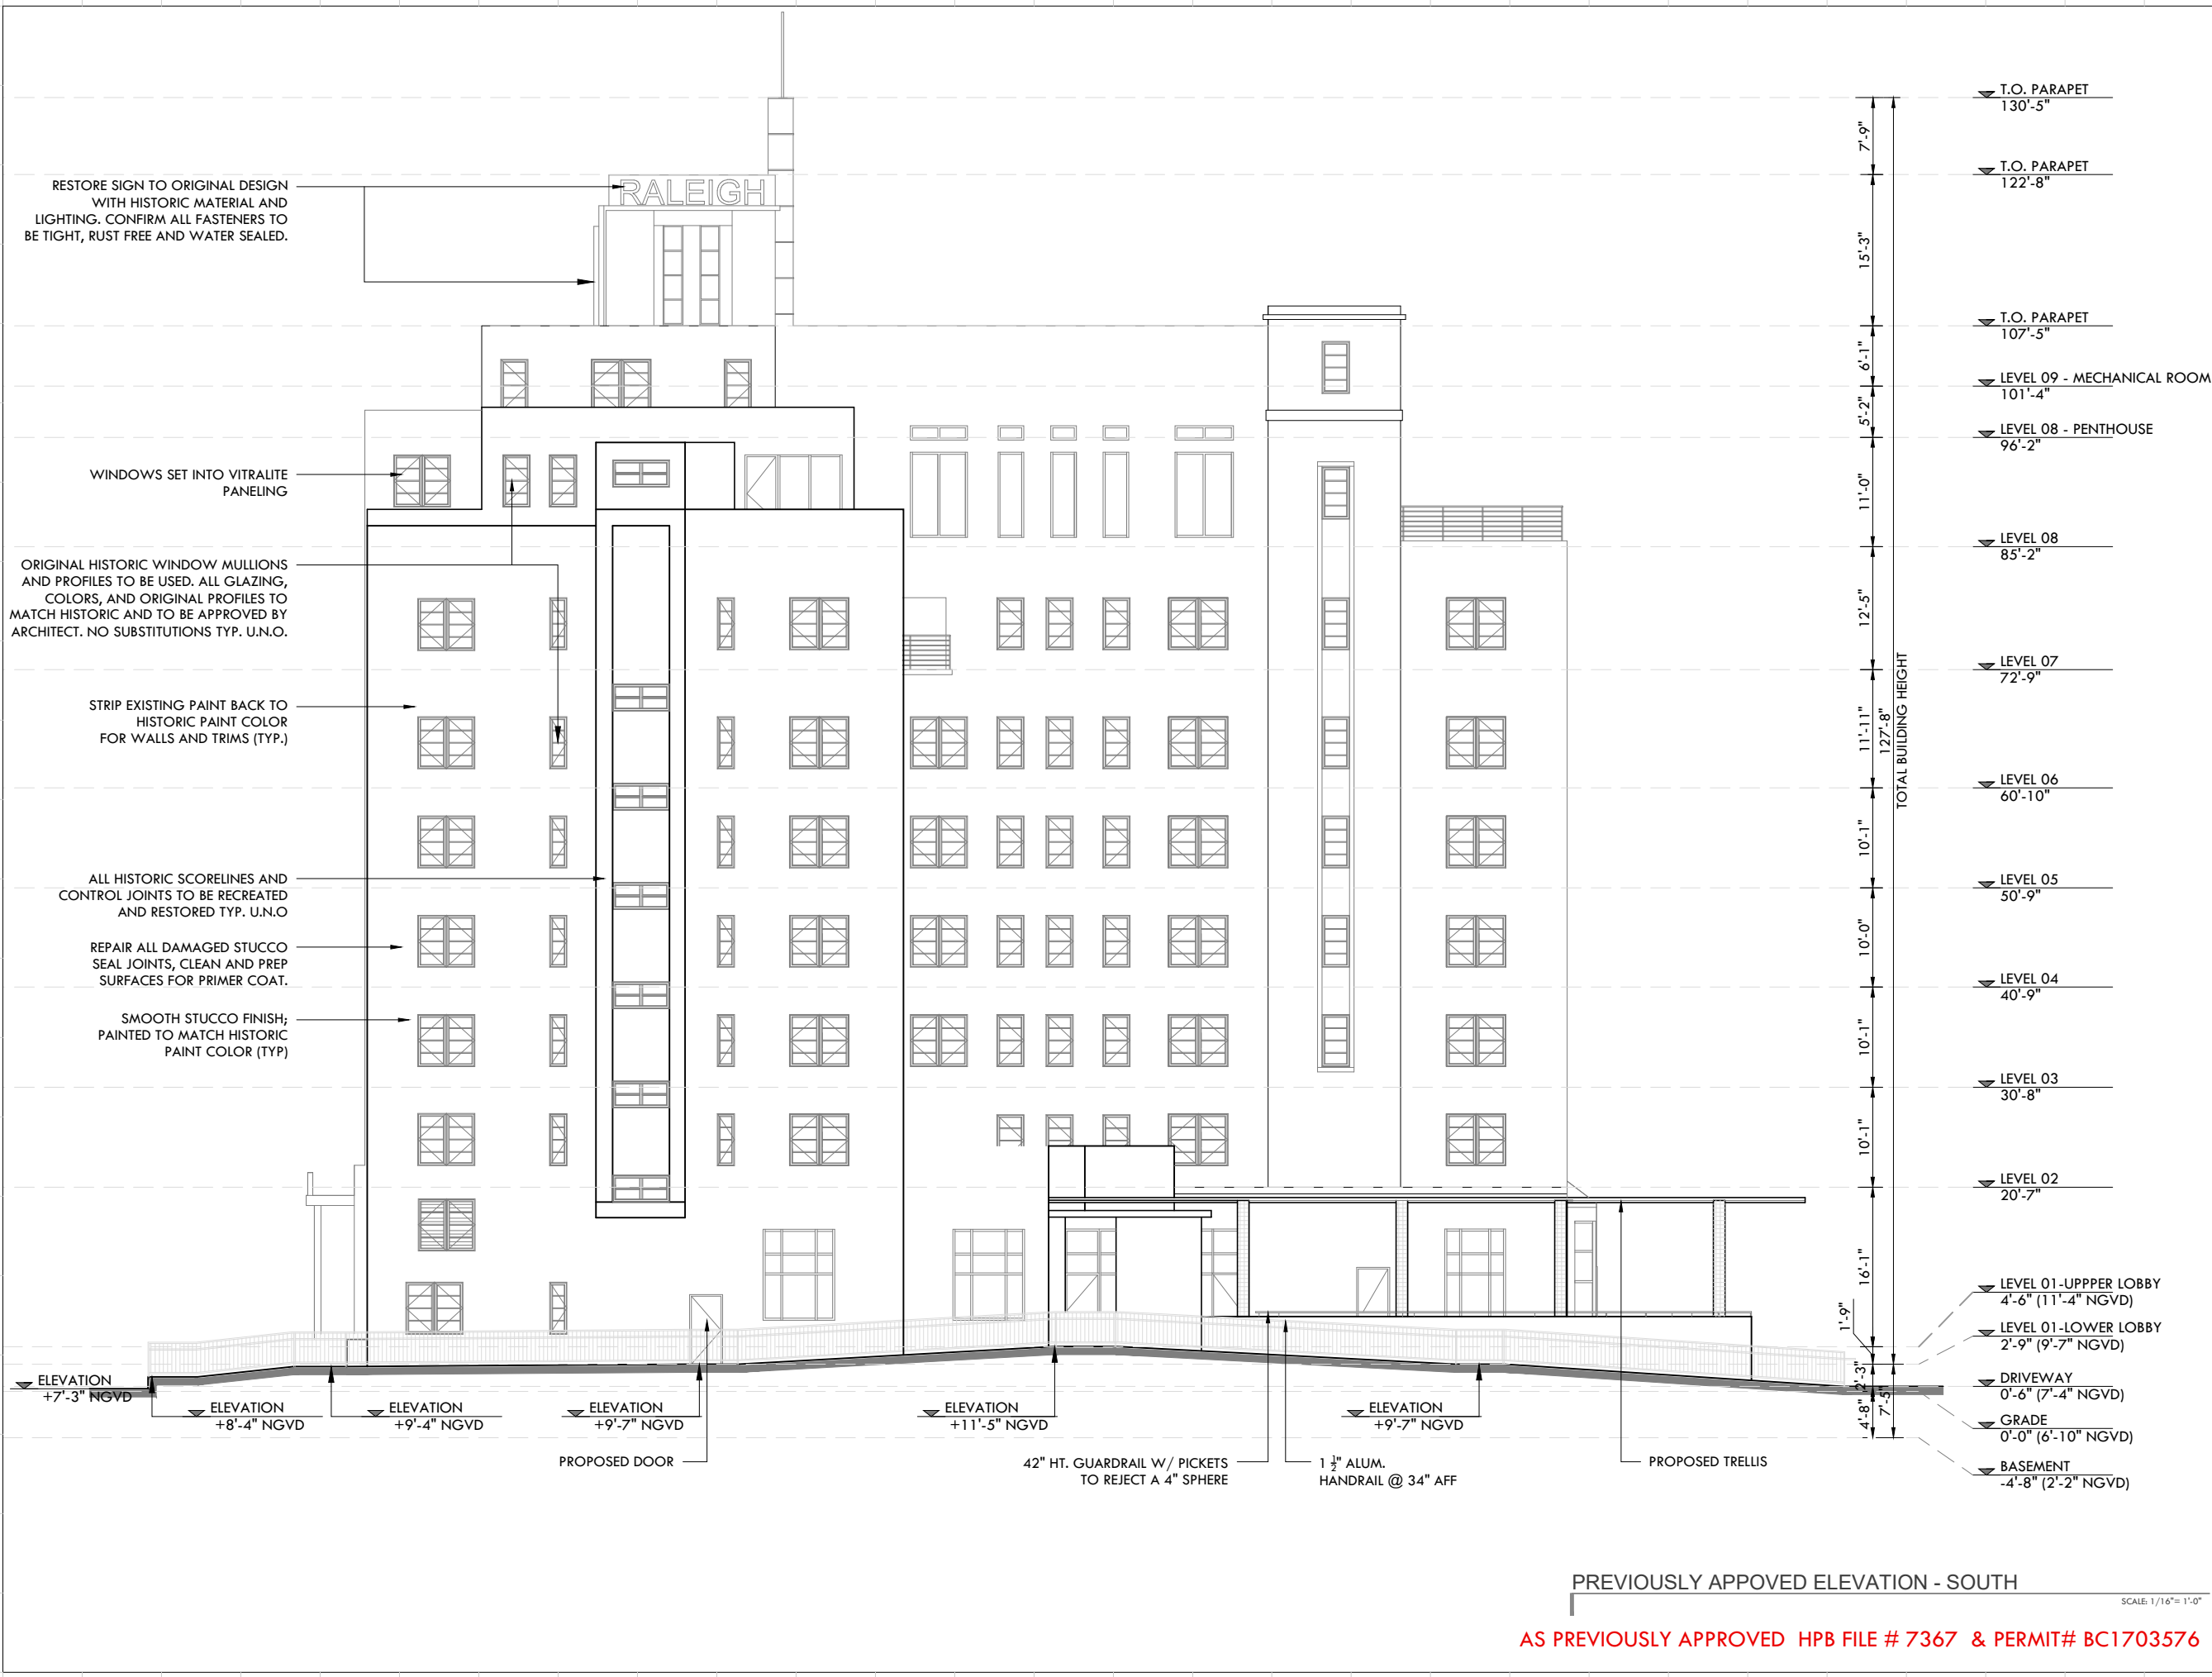 RALEIGH
RESTORE SIGN TO ORIGINAL DESIGN
WITH HISTORIC MATERIAL AND
LIGHTING. CONFIRM ALL FASTENERS TO
BE TIGHT, RUST FREE AND WATER SEALED.
WINDOWS SET INTO VITRALITE
PANELING
ORIGINAL HISTORIC WINDOW MULLIONS
AND PROFILES TO BE USED. ALL GLAZING,
COLORS, AND ORIGINAL PROFILES TO
MATCH HISTORIC AND TO BE APPROVED BY
ARCHITECT. NO SUBSTITUTIONS TYP. U.N.O.
STRIP EXISTING PAINT BACK TO
HISTORIC PAINT COLOR
FOR WALLS AND TRIMS (TYP.)
ALL HISTORIC SCORELINES AND
CONTROL JOINTS TO BE RECREATED
AND RESTORED TYP. U.N.O
REPAIR ALL DAMAGED STUCCO
SEAL JOINTS, CLEAN AND PREP
SURFACES FOR PRIMER COAT.
SMOOTH STUCCO FINISH;
PAINTED TO MATCH HISTORIC
PAINT COLOR (TYP)
7'-9"
15'-3"
6'-1"
5'-2"
11'-0"
12'-5"
11'-11"
10'-1"
10'-0"
10'-1"
10'-1"
16'-1"
1'-9"
2'-3"
4'-8"
7'-5"
127'-8"
TOTAL BUILDING HEIGHT
T.O. PARAPET
130'-5"
T.O. PARAPET
122'-8"
T.O. PARAPET
107'-5"
LEVEL 09 - MECHANICAL ROOM
101'-4"
LEVEL 08 - PENTHOUSE
96'-2"
LEVEL 08
85'-2"
LEVEL 07
72'-9"
LEVEL 06
60'-10"
LEVEL 05
50'-9"
LEVEL 04
40'-9"
LEVEL 03
30'-8"
LEVEL 02
20'-7"
LEVEL 01-UPPPER LOBBY
4'-6" (11'-4" NGVD)
LEVEL 01-LOWER LOBBY
2'-9" (9'-7" NGVD)
DRIVEWAY
0'-6" (7'-4" NGVD)
GRADE
0'-0" (6'-10" NGVD)
BASEMENT
-4'-8" (2'-2" NGVD)
ELEVATION
+7'-3" NGVD
ELEVATION
+8'-4" NGVD
ELEVATION
+9'-4" NGVD
ELEVATION
+9'-7" NGVD
ELEVATION
+11'-5" NGVD
ELEVATION
+9'-7" NGVD
PROPOSED DOOR
42" HT. GUARDRAIL W/ PICKETS
TO REJECT A 4" SPHERE
1 1/2" ALUM.
HANDRAIL @ 34" AFF
PROPOSED TRELLIS
PREVIOUSLY APPOVED ELEVATION - SOUTH
SCALE: 1/16"= 1'-0"
AS PREVIOUSLY APPROVED HPB FILE # 7367 & PERMIT# BC1703576